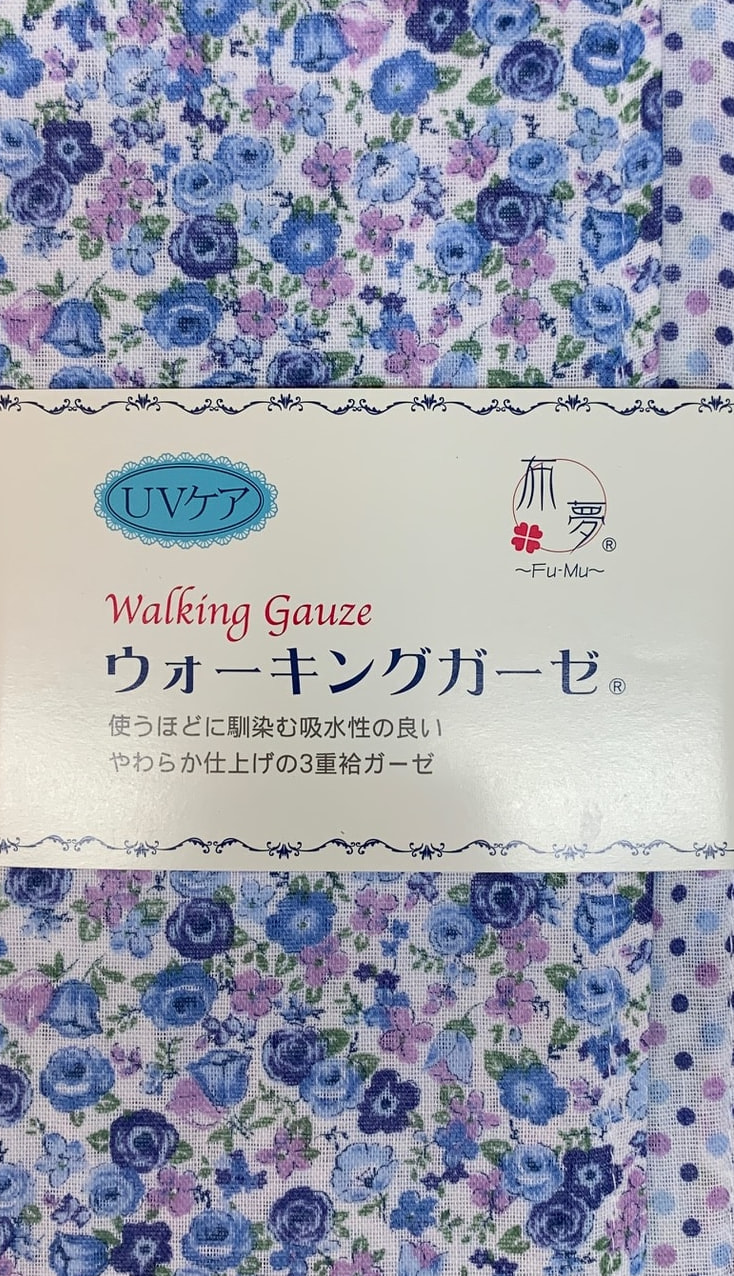 UVケア
布夢®
~Fu-Mu~
Walking Gauze
ウォーキングガーゼ®
使うほどに馴染む吸水性の良い
やわらか仕上げの3重袷ガーゼ